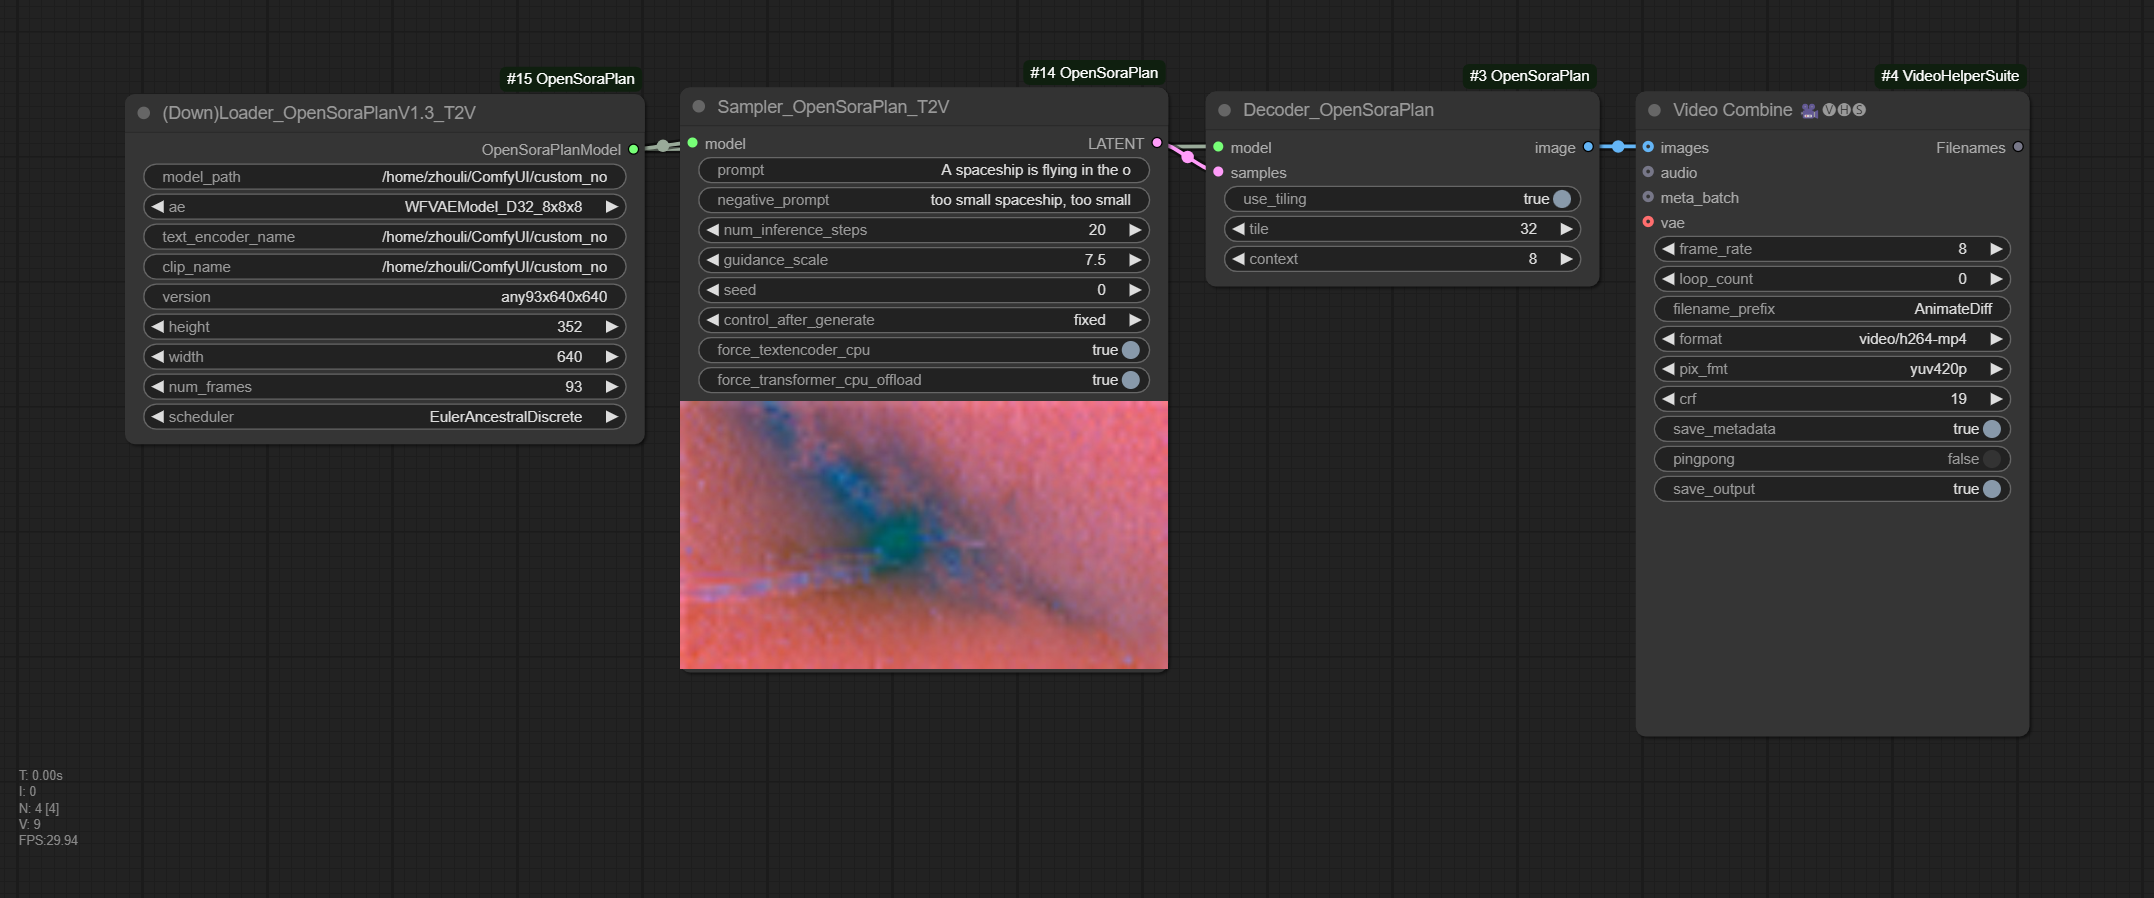 #15 OpenSoraPlan
(Down)Loader_OpenSoraPlanV1.3_T2V
OpenSoraPlanModel
model_path /home/zhouli/ComfyUI/custom_no
ae WFVAEModel_D32_8x8x8
text_encoder_name /home/zhouli/ComfyUI/custom_no
clip_name /home/zhouli/ComfyUI/custom_no
version any93x640x640
height 352
width 640
num_frames 93
scheduler EulerAncestralDiscrete
#14 OpenSoraPlan
Sampler_OpenSoraPlan_T2V
model LATENT
prompt A spaceship is flying in the o
negative_prompt too small spaceship, too small
num_inference_steps 20
guidance_scale 7.5
seed 0
control_after_generate fixed
force_textencoder_cpu true
force_transformer_cpu_offload true
#3 OpenSoraPlan
Decoder_OpenSoraPlan
model image
samples
use_tiling true
tile 32
context 8
#4 VideoHelperSuite
Video Combine 🎥🅥🅗🅢
images Filenames
audio
meta_batch
vae
frame_rate 8
loop_count 0
filename_prefix AnimateDiff
format video/h264-mp4
pix_fmt yuv420p
crf 19
save_metadata true
pingpong false
save_output true
T: 0.00s
I: 0
N: 4 [4]
V: 9
FPS:29.94